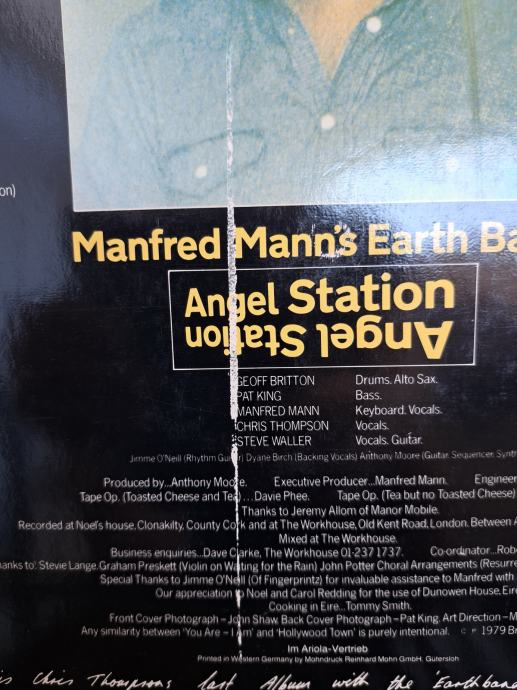 on)
Manfred Mann's Earth Ba
Angel Station
Angel Station
GEOFF BRITTON Drums. Alto Sax.
PAT KING Bass.
MANFRED MANN Keyboard. Vocals.
CHRIS THOMPSON Vocals.
STEVE WALLER Vocals. Guitar.
Jimme O'Neill (Rhythm Guitar) Dyane Birch (Backing Vocals) Anthony Moore (Guitar. Sequencer. Synth
Produced by...Anthony Moore. Executive Producer...Manfred Mann. Engineer
Tape Op. (Toasted Cheese and Tea)...Davie Phee. Tape Op. (Tea but no Toasted Cheese)
Thanks to Jeremy Allom of Manor Mobile.
Recorded at Noel's house, Clonakilty, County Cork and at The Workhouse, Old Kent Road, London. Between A
Mixed at The Workhouse.
Business enquiries...Dave Clarke, The Workhouse 01-237 1737. Co-ordinator...Rob
hanks to: Stevie Lange, Graham Preskett (Violin on Waiting for the Rain) John Potter Choral Arrangements (Resurre
Special Thanks to Jimme O'Neill (Of Fingerprintz) for invaluable assistance to Manfred with
Our appreciation to Noel and Carol Redding for the use of Dunowen House, Eire
Cooking in Eire...Tommy Smith.
Front Cover Photograph – John Shaw. Back Cover Photograph – Pat King. Art Direction – M
Any similarity between 'You Are – I Am' and 'Hollywood Town' is purely intentional. © ℗ 1979 Br
Im Ariola-Vertrieb
Printed in Western Germany by Mohndruck Reinhard Mohn GmbH. Gütersloh
is Chris Thompsons last Album with the Earthband